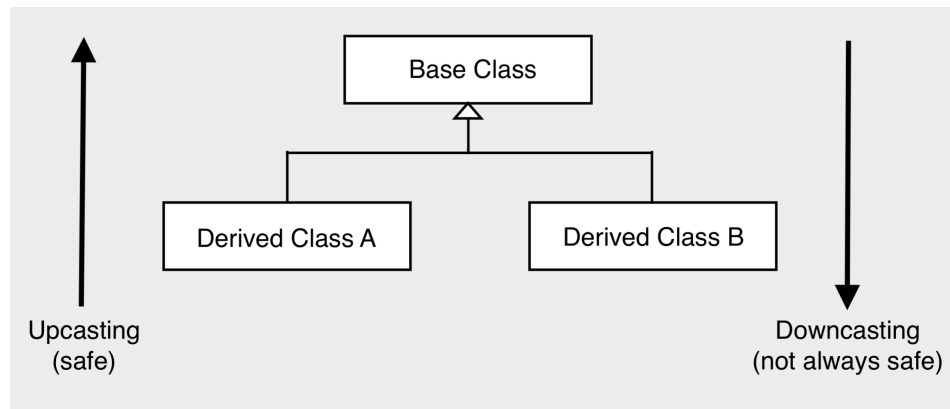 Base Class
Derived Class A
Derived Class B
Upcasting
(safe)
Downcasting
(not always safe)